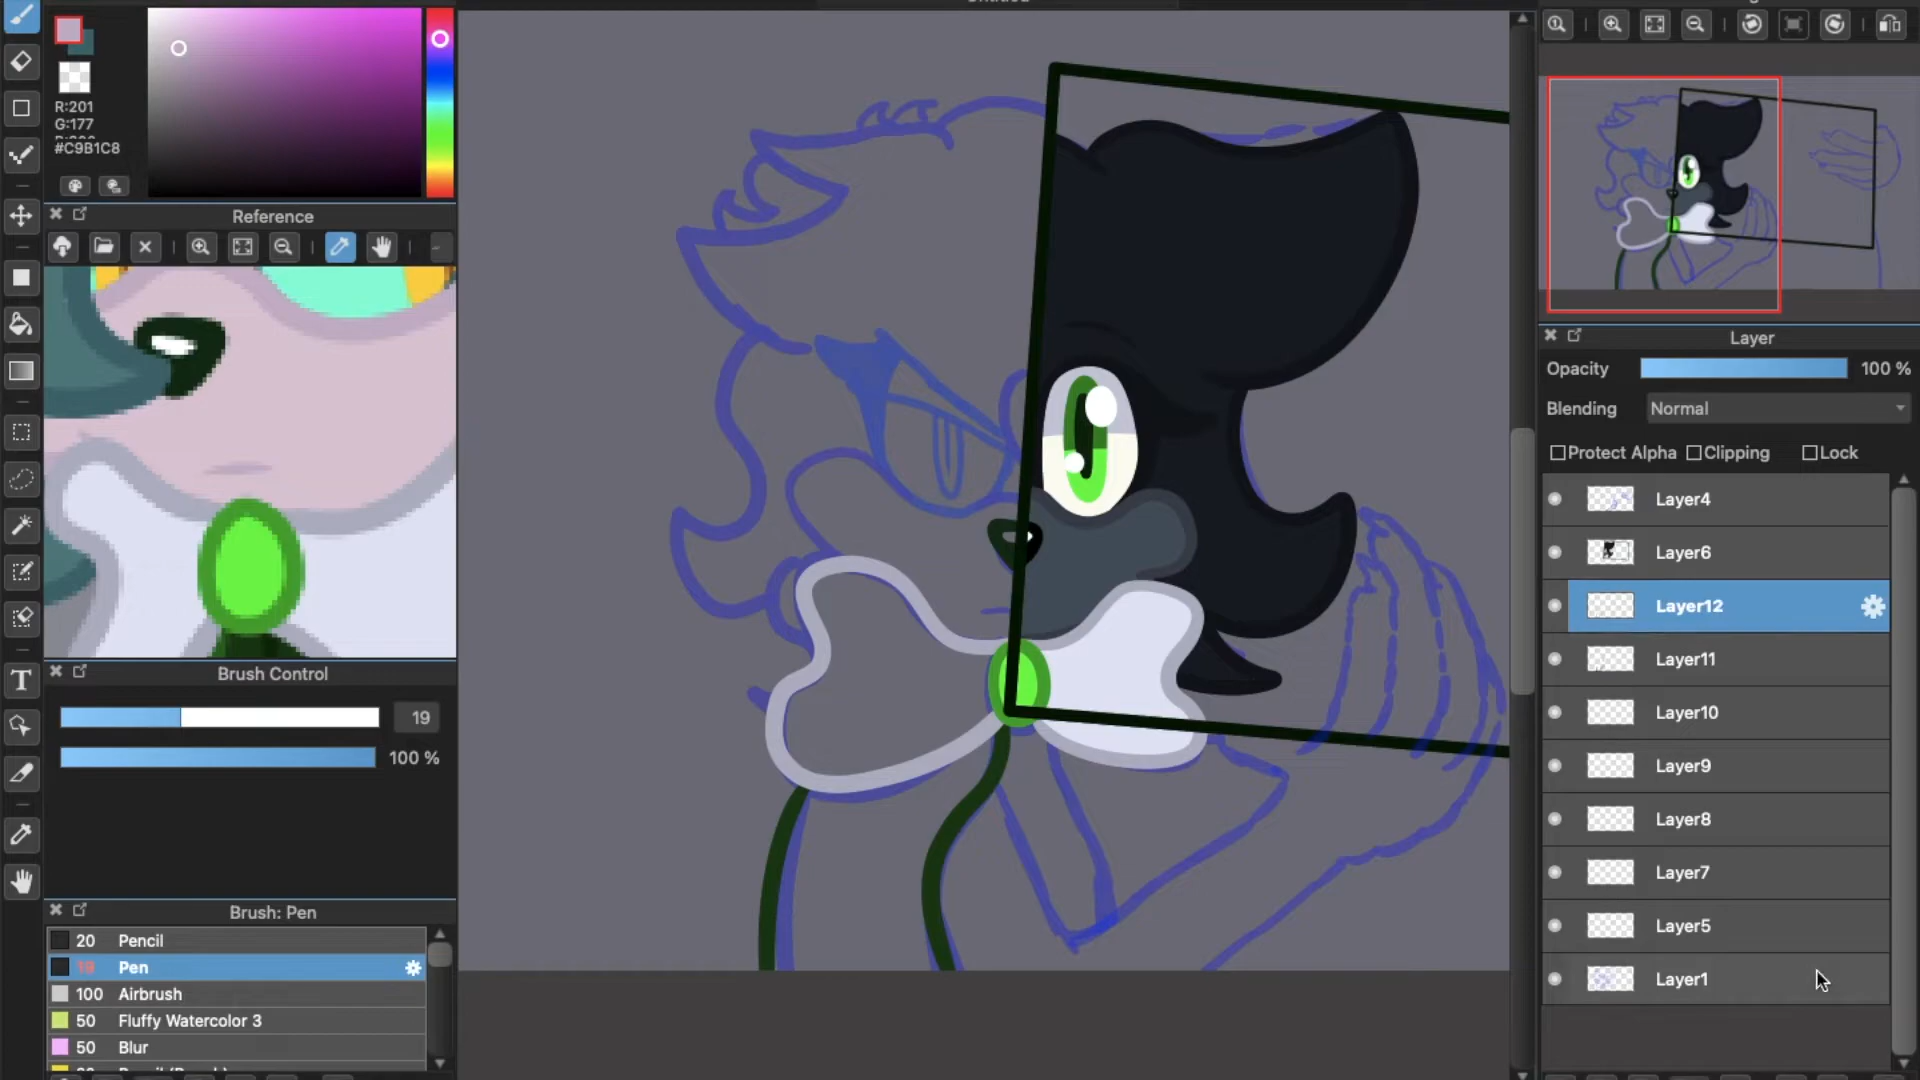 R:201
G:177
#C9B1C8
Reference
Brush Control
19
100 %
Brush: Pen
20 Pencil
19 Pen
100 Airbrush
50 Fluffy Watercolor 3
50 Blur
T
Layer
Opacity 100 %
Blending Normal
Protect Alpha Clipping Lock
Layer4
Layer6
Layer12
Layer11
Layer10
Layer9
Layer8
Layer7
Layer5
Layer1